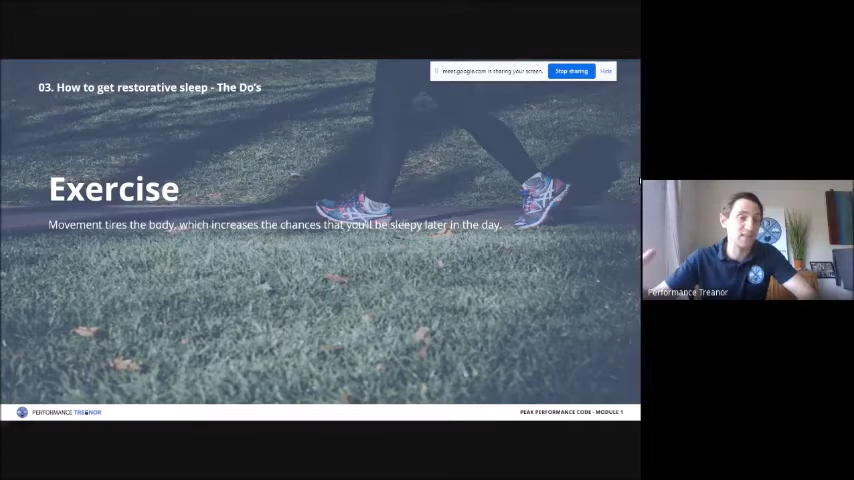 meet.google.com is sharing your screen.
Stop sharing
Hide
03. How to get restorative sleep - The Do's
Exercise
Movement tires the body, which increases the chances that you'll be sleepy later in the day.
Performance Treanor
PERFORMANCE TREANOR
PEAK PERFORMANCE CODE - MODULE 1